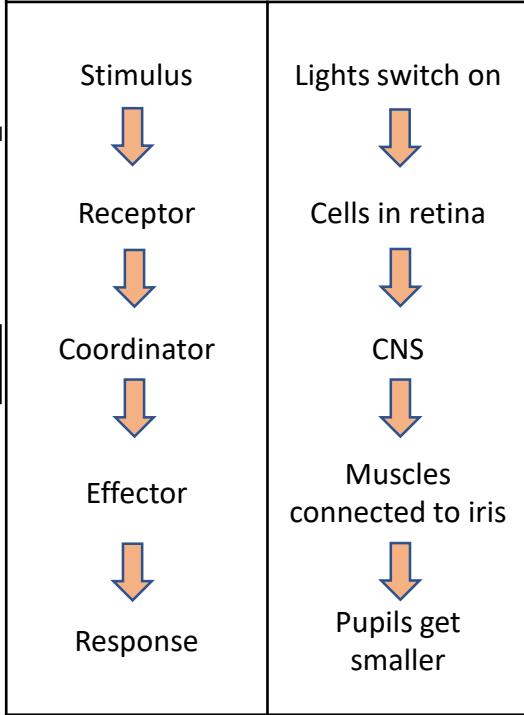 Stimulus
Receptor
Coordinator
Effector
Response
Lights switch on
Cells in retina
CNS
Muscles
connected to iris
Pupils get
smaller